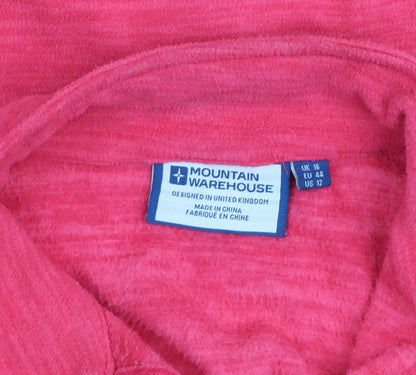 MOUNTAIN
WAREHOUSE
DESIGNED IN UNITED KINGDOM
MADE IN CHINA
FABRIQUÉ EN CHINE
UK 16
EU 44
US 12